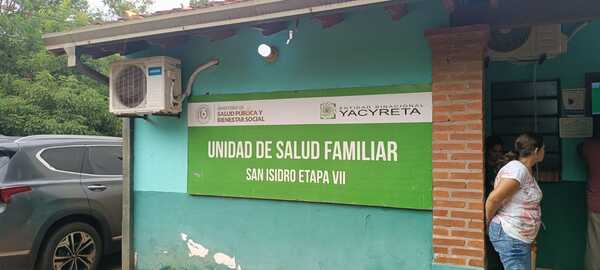 MINISTERIO DE
SALUD PÚBLICA Y
BIENESTAR SOCIAL
ENTIDAD BINACIONAL
YACYRETA
UNIDAD DE SALUD FAMILIAR
SAN ISIDRO ETAPA VII